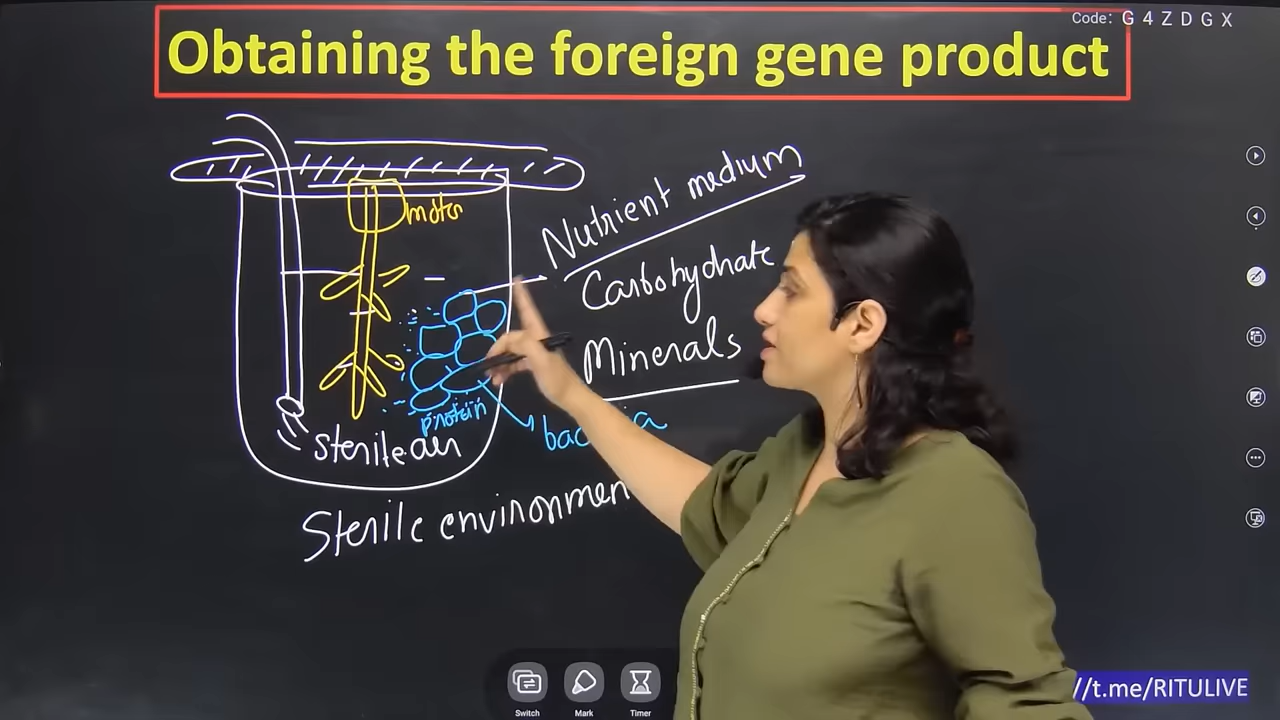 Code: G 4 Z D G X
Obtaining the foreign gene product
Nutrient medium
motor
Carbohydrate
Minerals
protein
sterile air
Sterile
//t.me/RITULIVE
Switch
Mark
Timer